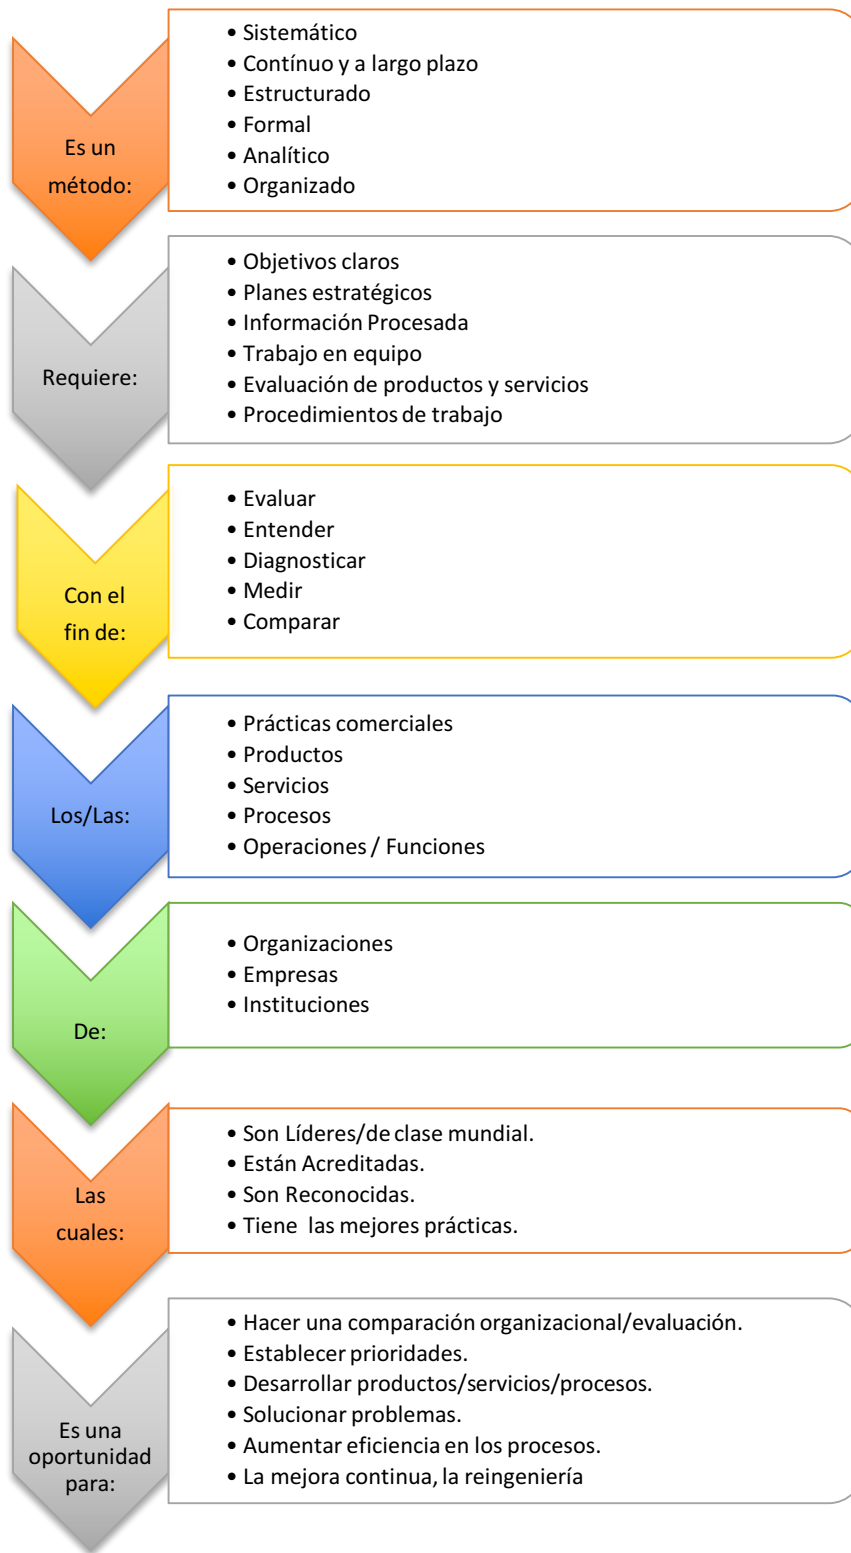 Es un
método:
• Sistemático
• Contínuo y a largo plazo
• Estructurado
• Formal
• Analítico
• Organizado
Requiere:
• Objetivos claros
• Planes estratégicos
• Información Procesada
• Trabajo en equipo
• Evaluación de productos y servicios
• Procedimientos de trabajo
Con el
fin de:
• Evaluar
• Entender
• Diagnosticar
• Medir
• Comparar
Los/Las:
• Prácticas comerciales
• Productos
• Servicios
• Procesos
• Operaciones / Funciones
De:
• Organizaciones
• Empresas
• Instituciones
Las
cuales:
• Son Líderes/de clase mundial.
• Están Acreditadas.
• Son Reconocidas.
• Tiene las mejores prácticas.
Es una
oportunidad
para:
• Hacer una comparación organizacional/evaluación.
• Establecer prioridades.
• Desarrollar productos/servicios/procesos.
• Solucionar problemas.
• Aumentar eficiencia en los procesos.
• La mejora continua, la reingeniería